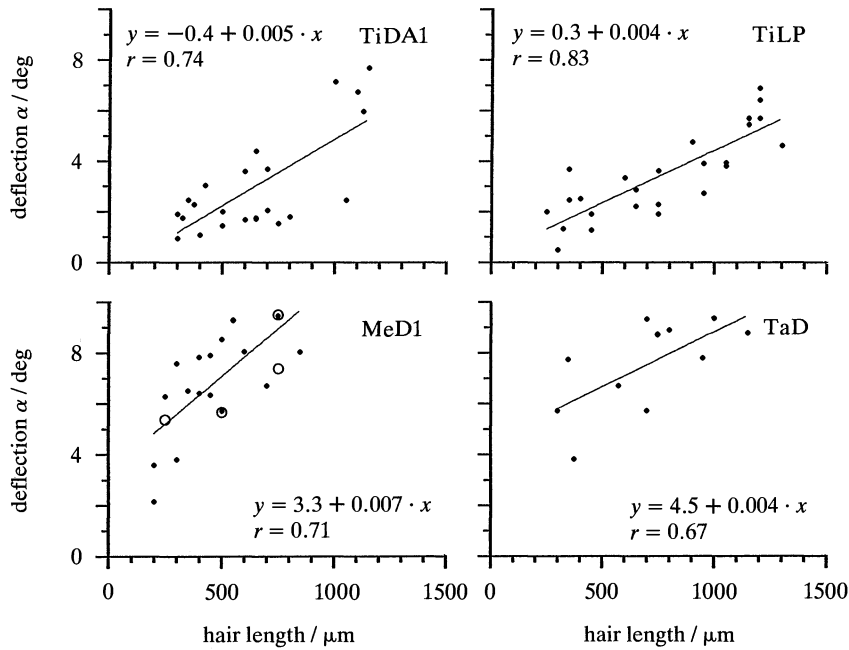 y = −0.4 + 0.005 · x
r = 0.74
TiDA1
y = 0.3 + 0.004 · x
r = 0.83
TiLP
deflection α / deg
8
4
0
MeD1
y = 3.3 + 0.007 · x
r = 0.71
TaD
y = 4.5 + 0.004 · x
r = 0.67
deflection α / deg
8
4
0
0 500 1000 1500
0 500 1000 1500
hair length / μm
hair length / μm